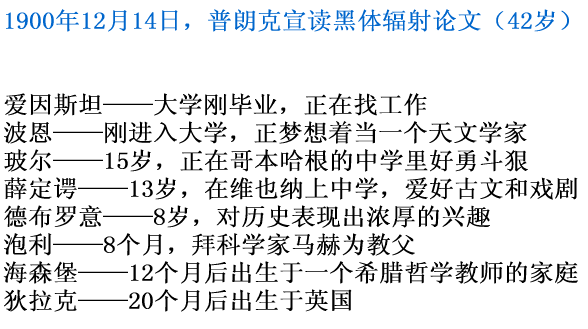 1900年12月14日，普朗克宣读黑体辐射论文（42岁）
爱因斯坦——大学刚毕业，正在找工作
波恩——刚进入大学，正梦想着当一个天文学家
玻尔——15岁，正在哥本哈根的中学里好勇斗狠
薛定谔——13岁，在维也纳上中学，爱好古文和戏剧
德布罗意——8岁，对历史表现出浓厚的兴趣
泡利——8个月，拜科学家马赫为教父
海森堡——12个月后出生于一个希腊哲学教师的家庭
狄拉克——20个月后出生于英国